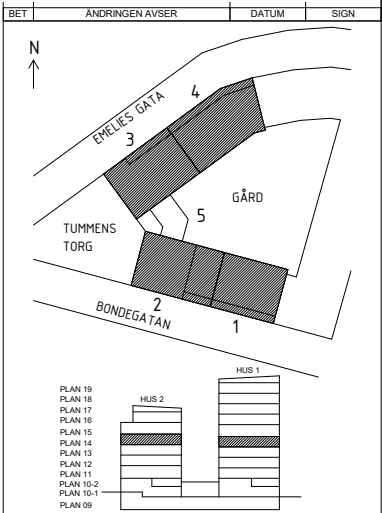 BET ÄNDRINGEN AVSER DATUM SIGN
N
EMELIES GATA
4
3
GÅRD
5
TUMMENS
TORG
2
BONDEGATAN
1
HUS 1
PLAN 19
PLAN 18 HUS 2
PLAN 17
PLAN 16
PLAN 15
PLAN 14
PLAN 13
PLAN 12
PLAN 11
PLAN 10-2
PLAN 10-1
PLAN 09